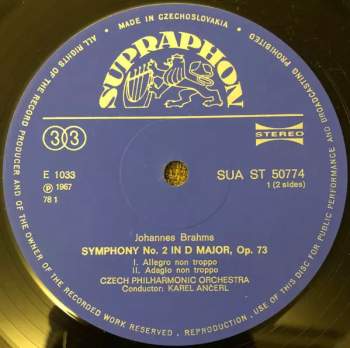 MADE IN CZECHOSLOVAKIA
ALL RIGHTS OF THE RECORD PRODUCER AND OF THE OWNER OF THE RECORDED WORK RESERVED . REPRODUCTION . USE OF THIS DISC FOR PUBLIC PERFORMANCE AND BROADCASTING PROHIBITED
SUPRAPHON
33
STEREO
E 1033
Ⓟ 1967
78 1
SUA ST 50774
1 (2 sides)
Johannes Brahms
SYMPHONY No. 2 IN D MAJOR, Op. 73
I. Allegro non troppo
II. Adagio non troppo
CZECH PHILHARMONIC ORCHESTRA
Conductor: KAREL ANČERL